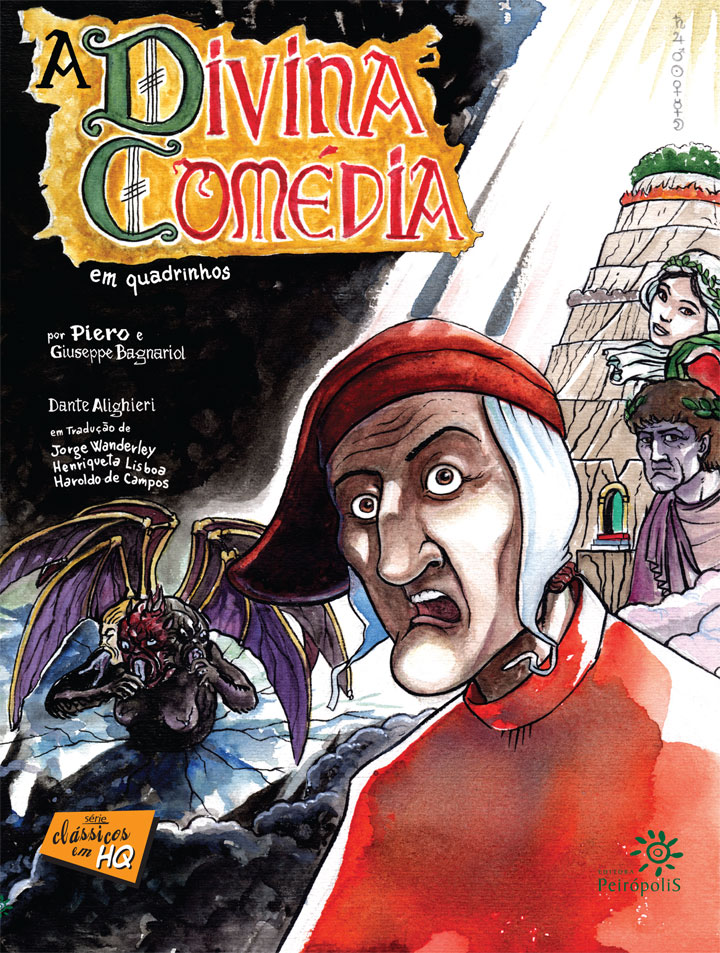 A DIVINA
COMÉDIA
em quadrinhos
por Piero e
Giuseppe Bagnariol
Dante Alighieri
em Tradução de
Jorge Wanderley
Henriqueta Lisboa
Haroldo de Campos
série
clássicos
em HQ
EDITORA
PeirópoliS